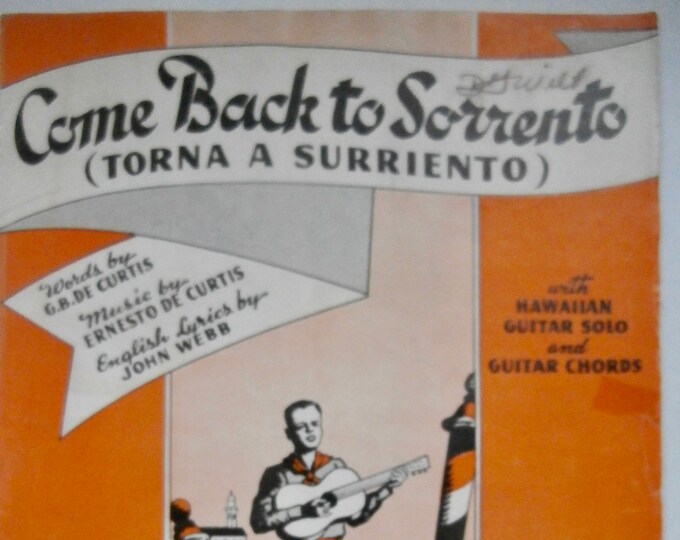 Come Back to Sorrento
(TORNA A SURRIENTO)
Words by
G.B. DE CURTIS
Music by
ERNESTO DE CURTIS
English Lyrics by
JOHN WEBB
with
HAWAIIAN
GUITAR SOLO
and
GUITAR CHORDS